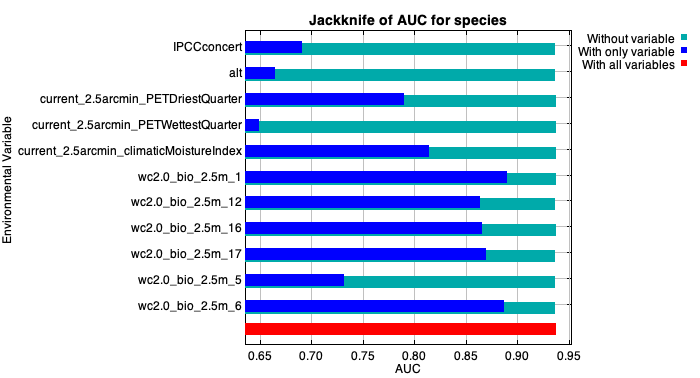 Jackknife of AUC for species
Without variable
With only variable
With all variables
Environmental Variable
IPCCconcert
alt
current_2.5arcmin_PETDriestQuarter
current_2.5arcmin_PETWettestQuarter
current_2.5arcmin_climaticMoistureIndex
wc2.0_bio_2.5m_1
wc2.0_bio_2.5m_12
wc2.0_bio_2.5m_16
wc2.0_bio_2.5m_17
wc2.0_bio_2.5m_5
wc2.0_bio_2.5m_6
0.65 0.70 0.75 0.80 0.85 0.90 0.95
AUC